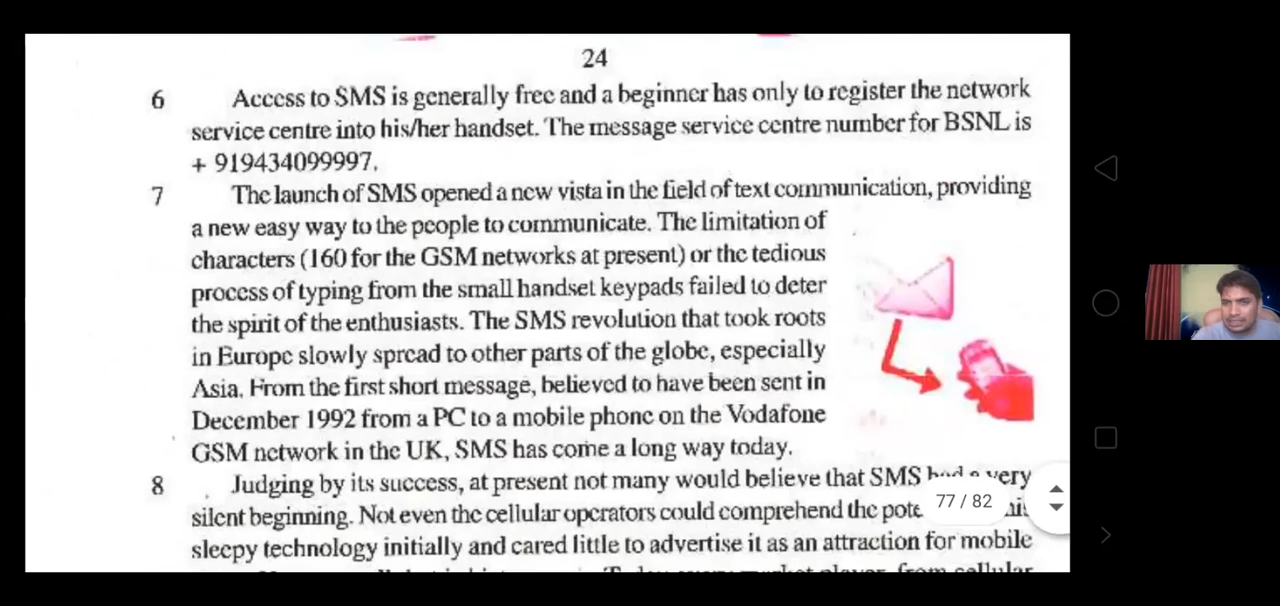 24
6 Access to SMS is generally free and a beginner has only to register the network
service centre into his/her handset. The message service centre number for BSNL is
+ 919434099997.
7 The launch of SMS opened a new vista in the field of text communication, providing
a new easy way to the people to communicate. The limitation of
characters (160 for the GSM networks at present) or the tedious
process of typing from the small handset keypads failed to deter
the spirit of the enthusiasts. The SMS revolution that took roots
in Europe slowly spread to other parts of the globe, especially
Asia. From the first short message, believed to have been sent in
December 1992 from a PC to a mobile phone on the Vodafone
GSM network in the UK, SMS has come a long way today.
8 Judging by its success, at present not many would believe that SMS had a very
silent beginning. Not even the cellular operators could comprehend the
sleepy technology initially and cared little to advertise it as an attraction for mobile
77 / 82